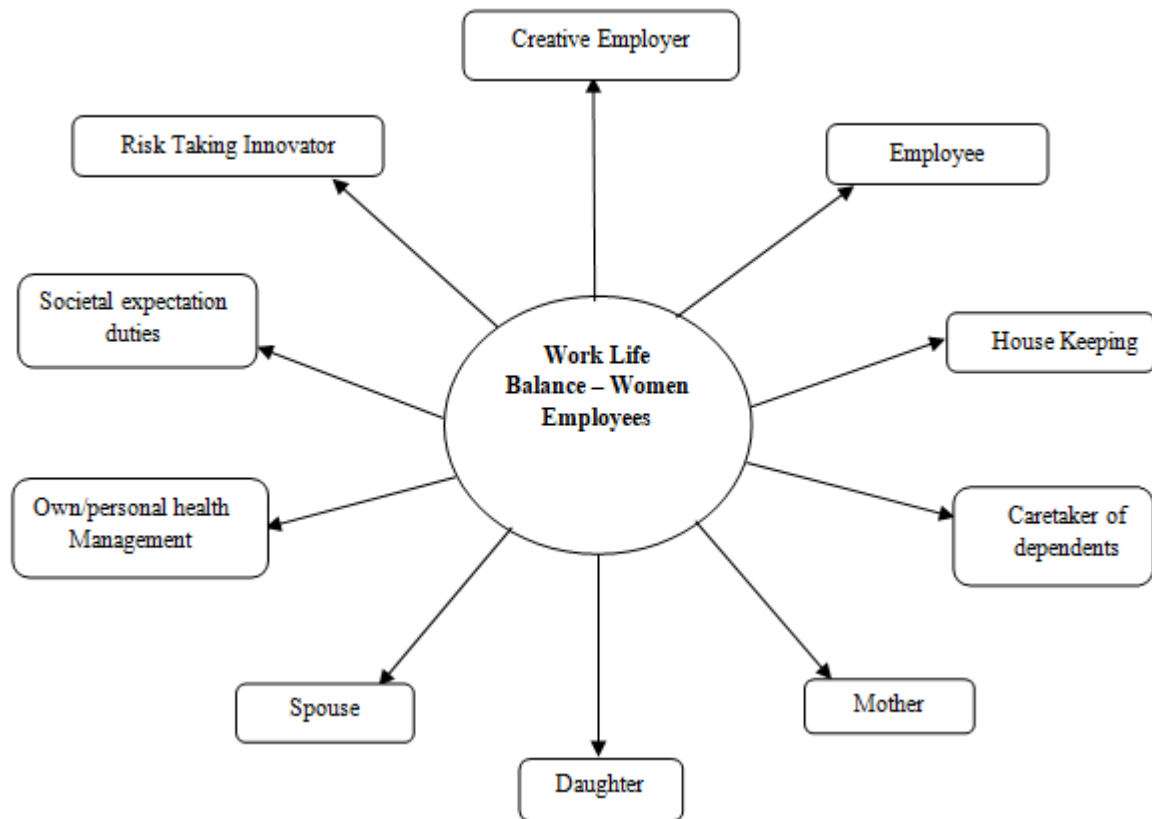 Creative Employer
Risk Taking Innovator
Employee
Societal expectation
duties
Work Life
Balance – Women
Employees
House Keeping
Own/personal health
Management
Caretaker of
dependents
Spouse
Mother
Daughter